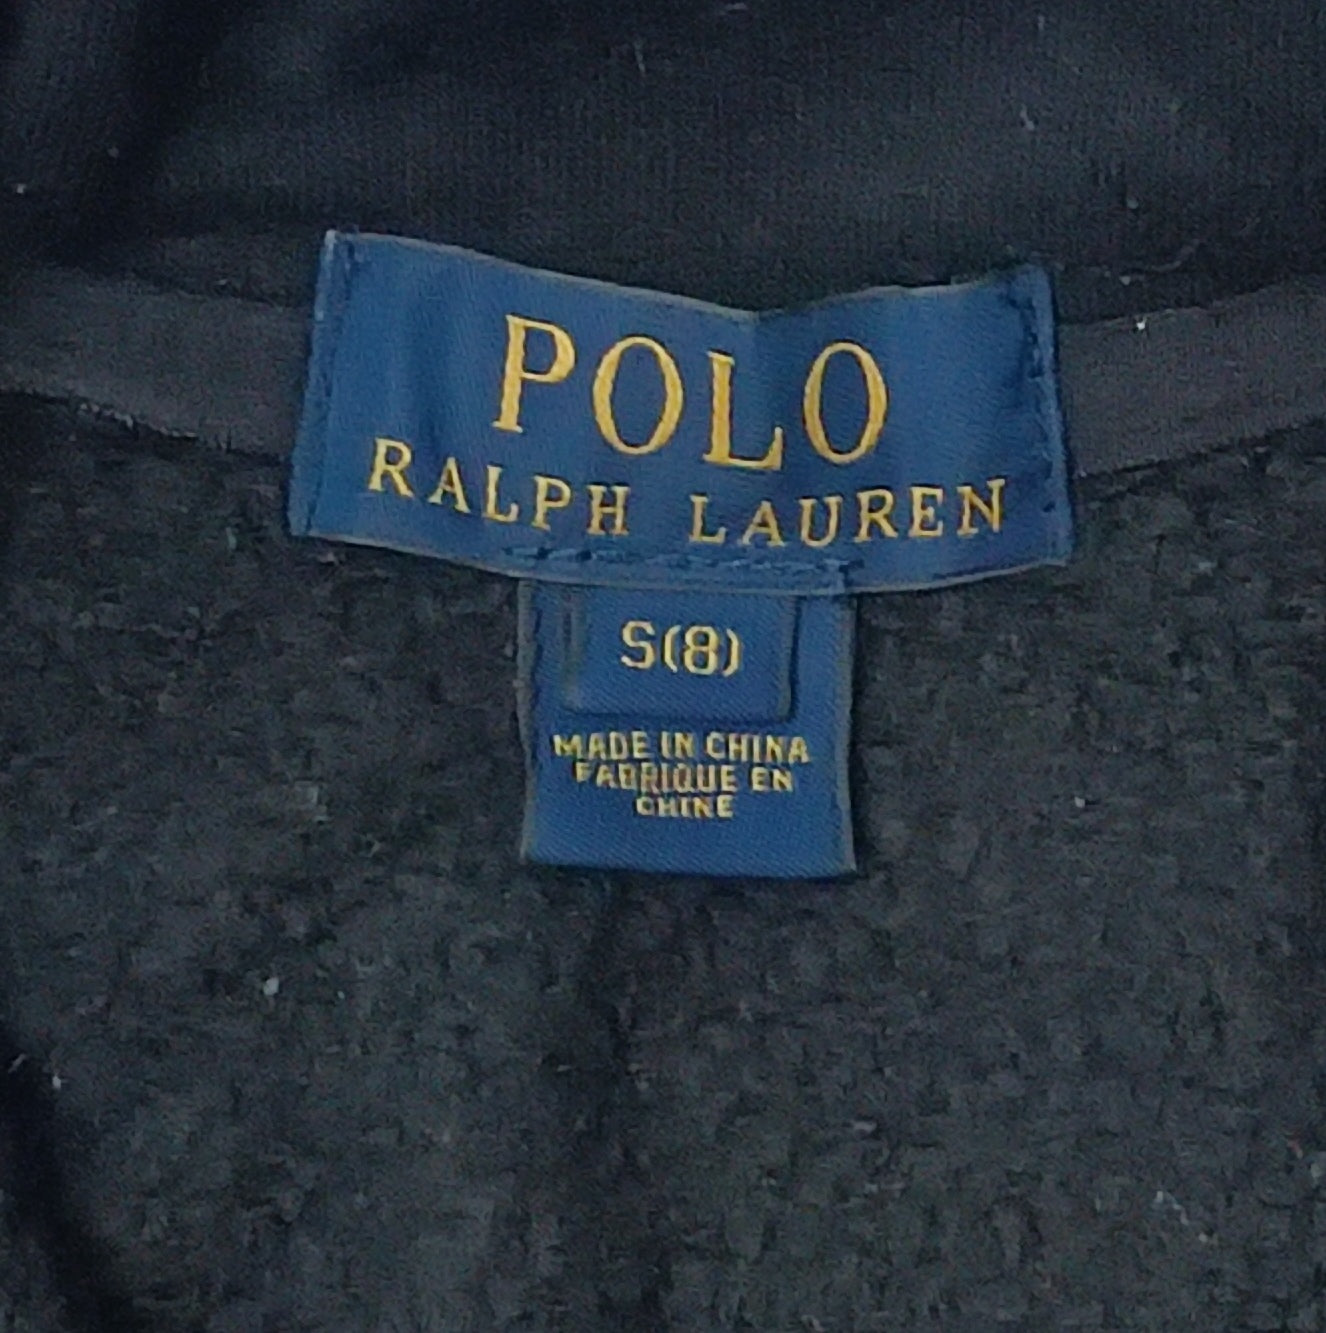 POLO
RALPH LAUREN
S(8)
MADE IN CHINA
FABRIQUE EN
CHINE